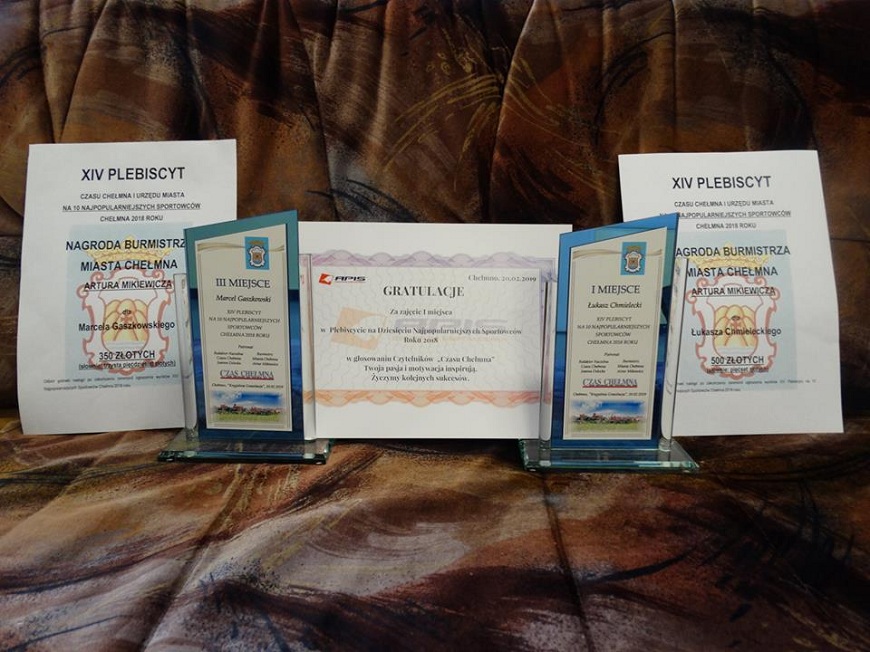 XIV PLEBISCYT
CZASU CHEŁMNA I URZĘDU MIASTA
NA 10 NAJPOPULARNIEJSZYCH SPORTOWCÓW
CHEŁMNA 2018 ROKU
NAGRODA BURMISTRZ
MIASTA CHEŁMNA
ARTURA MIKIEWICZA
Marcela Gaszkowskiego
350 ZŁOTYCH
III MIEJSCE
Marcel Gaszkowski
XIV PLEBISCYT
NA 10 NAJPOPULARNIEJSZYCH
SPORTOWCÓW
CHEŁMNA 2018 ROKU
CZAS CHEŁMNA
APIS
Chełmno, 20.02.2019
GRATULACJE
Za zajęcie I miejsca
w Plebiscycie na Dziesięciu Najpopularniejszych Sportowców
Roku 2018
w głosowaniu Czytelników „Czasu Chełmna"
Twoja pasja i motywacja inspirują.
Życzymy kolejnych sukcesów.
I MIEJSCE
Łukasz Chmielecki
XIV PLEBISCYT
NA 10 NAJPOPULARNIEJSZYCH
SPORTOWCÓW
CHEŁMNA 2018 ROKU
CZAS CHEŁMNA
XIV PLEBISCYT
CZASU CHEŁMNA I URZĘDU MIASTA
10 NAJPOPULARNIEJSZYCH SPORTOWCÓW
CHEŁMNA 2018 ROKU
AGRODA BURMISTRZA
MIASTA CHEŁMNA
ARTURA MIKIEWICZA
Łukasza Chmieleckiego
500 ZŁOTYCH